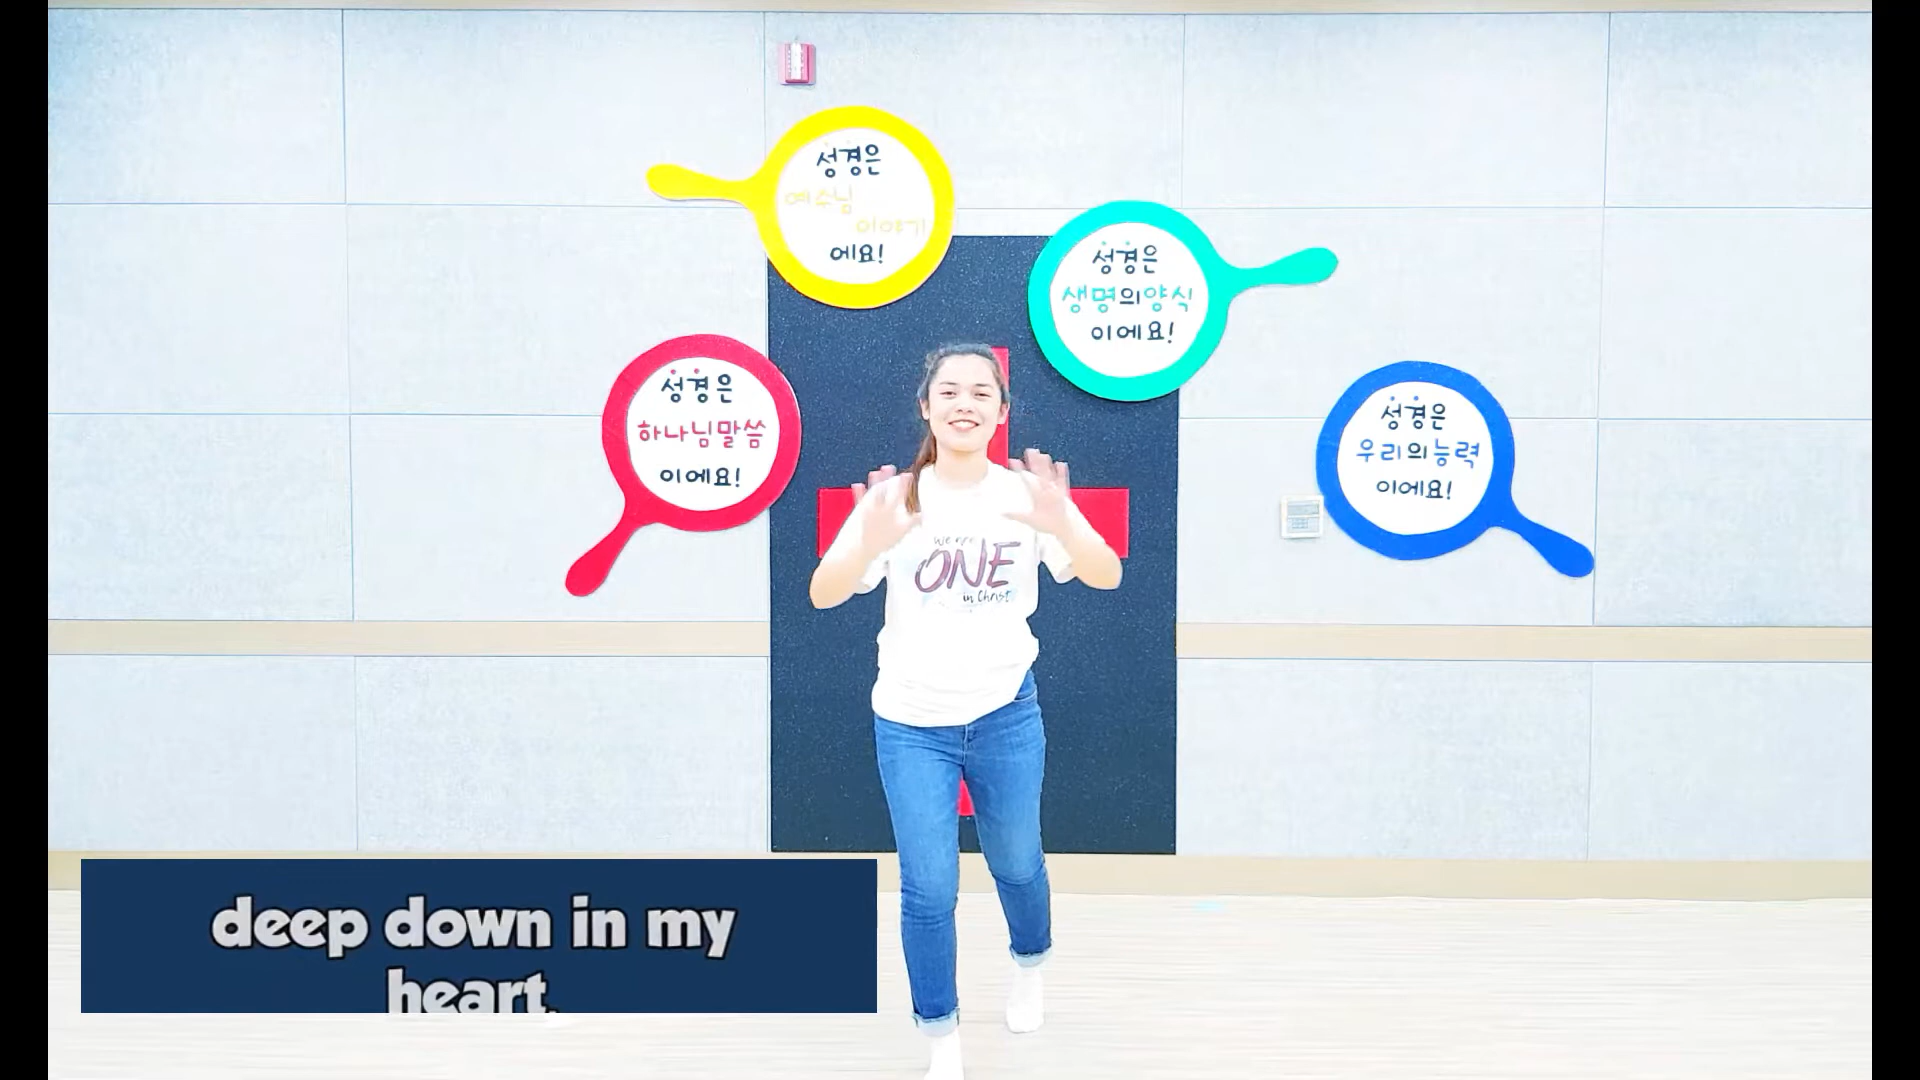 성경은
예수님
이야기
에요!
성경은
생명의양식
이에요!
성경은
하나님말씀
이에요!
성경은
우리의능력
이에요!
We are
ONE
in Christ
deep down in my
heart.